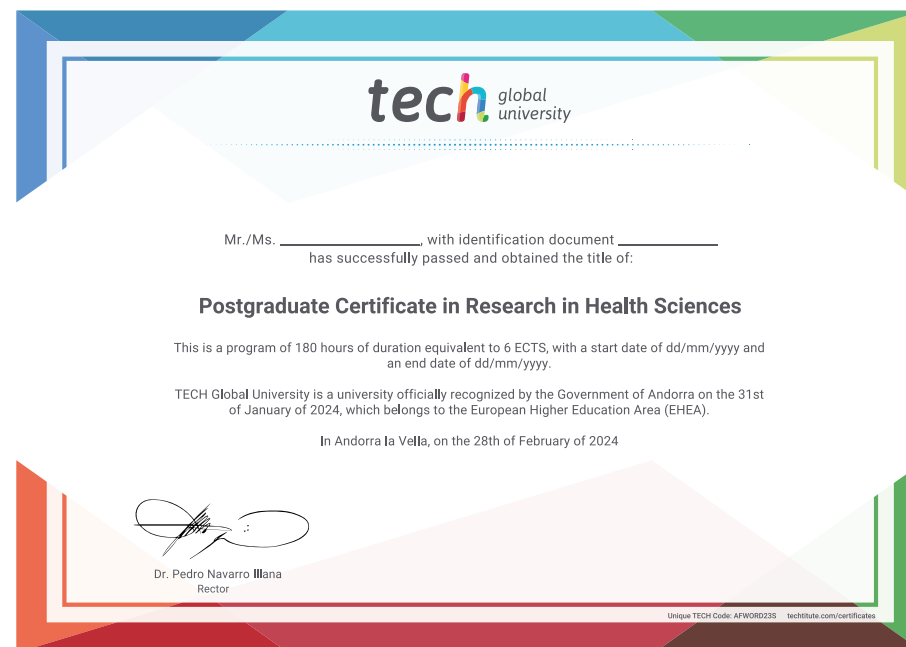 tech global university
Mr./Ms. ____________________, with identification document ______________
has successfully passed and obtained the title of:
Postgraduate Certificate in Research in Health Sciences
This is a program of 180 hours of duration equivalent to 6 ECTS, with a start date of dd/mm/yyyy and
an end date of dd/mm/yyyy.
TECH Global University is a university officially recognized by the Government of Andorra on the 31st
of January of 2024, which belongs to the European Higher Education Area (EHEA).
In Andorra la Vella, on the 28th of February of 2024
Dr. Pedro Navarro Illana
Rector
Unique TECH Code: AFWORD23S techtitute.com/certificates